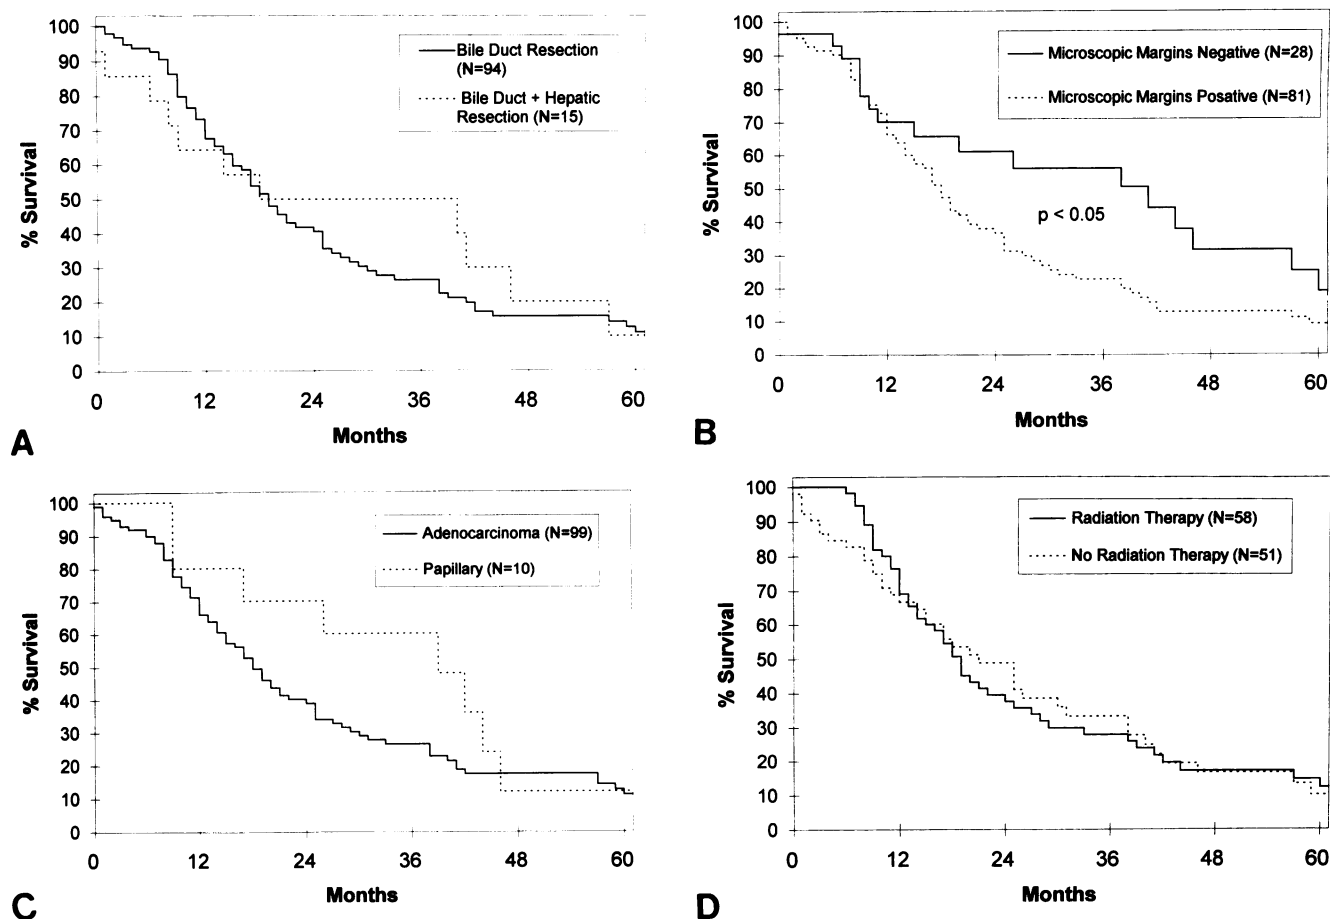 100
90
80
70
60
50
40
30
20
10
0
% Survival
Bile Duct Resection
(N=94)
Bile Duct + Hepatic
Resection (N=15)
0 12 24 36 48 60
Months
A
100
90
80
70
60
50
40
30
20
10
0
% Survival
Microscopic Margins Negative (N=28)
Microscopic Margins Posative (N=81)
p < 0.05
0 12 24 36 48 60
Months
B
100
90
80
70
60
50
40
30
20
10
0
% Survival
Adenocarcinoma (N=99)
Papillary (N=10)
0 12 24 36 48 60
Months
C
100
90
80
70
60
50
40
30
20
10
0
% Survival
Radiation Therapy (N=58)
No Radiation Therapy (N=51)
0 12 24 36 48 60
Months
D